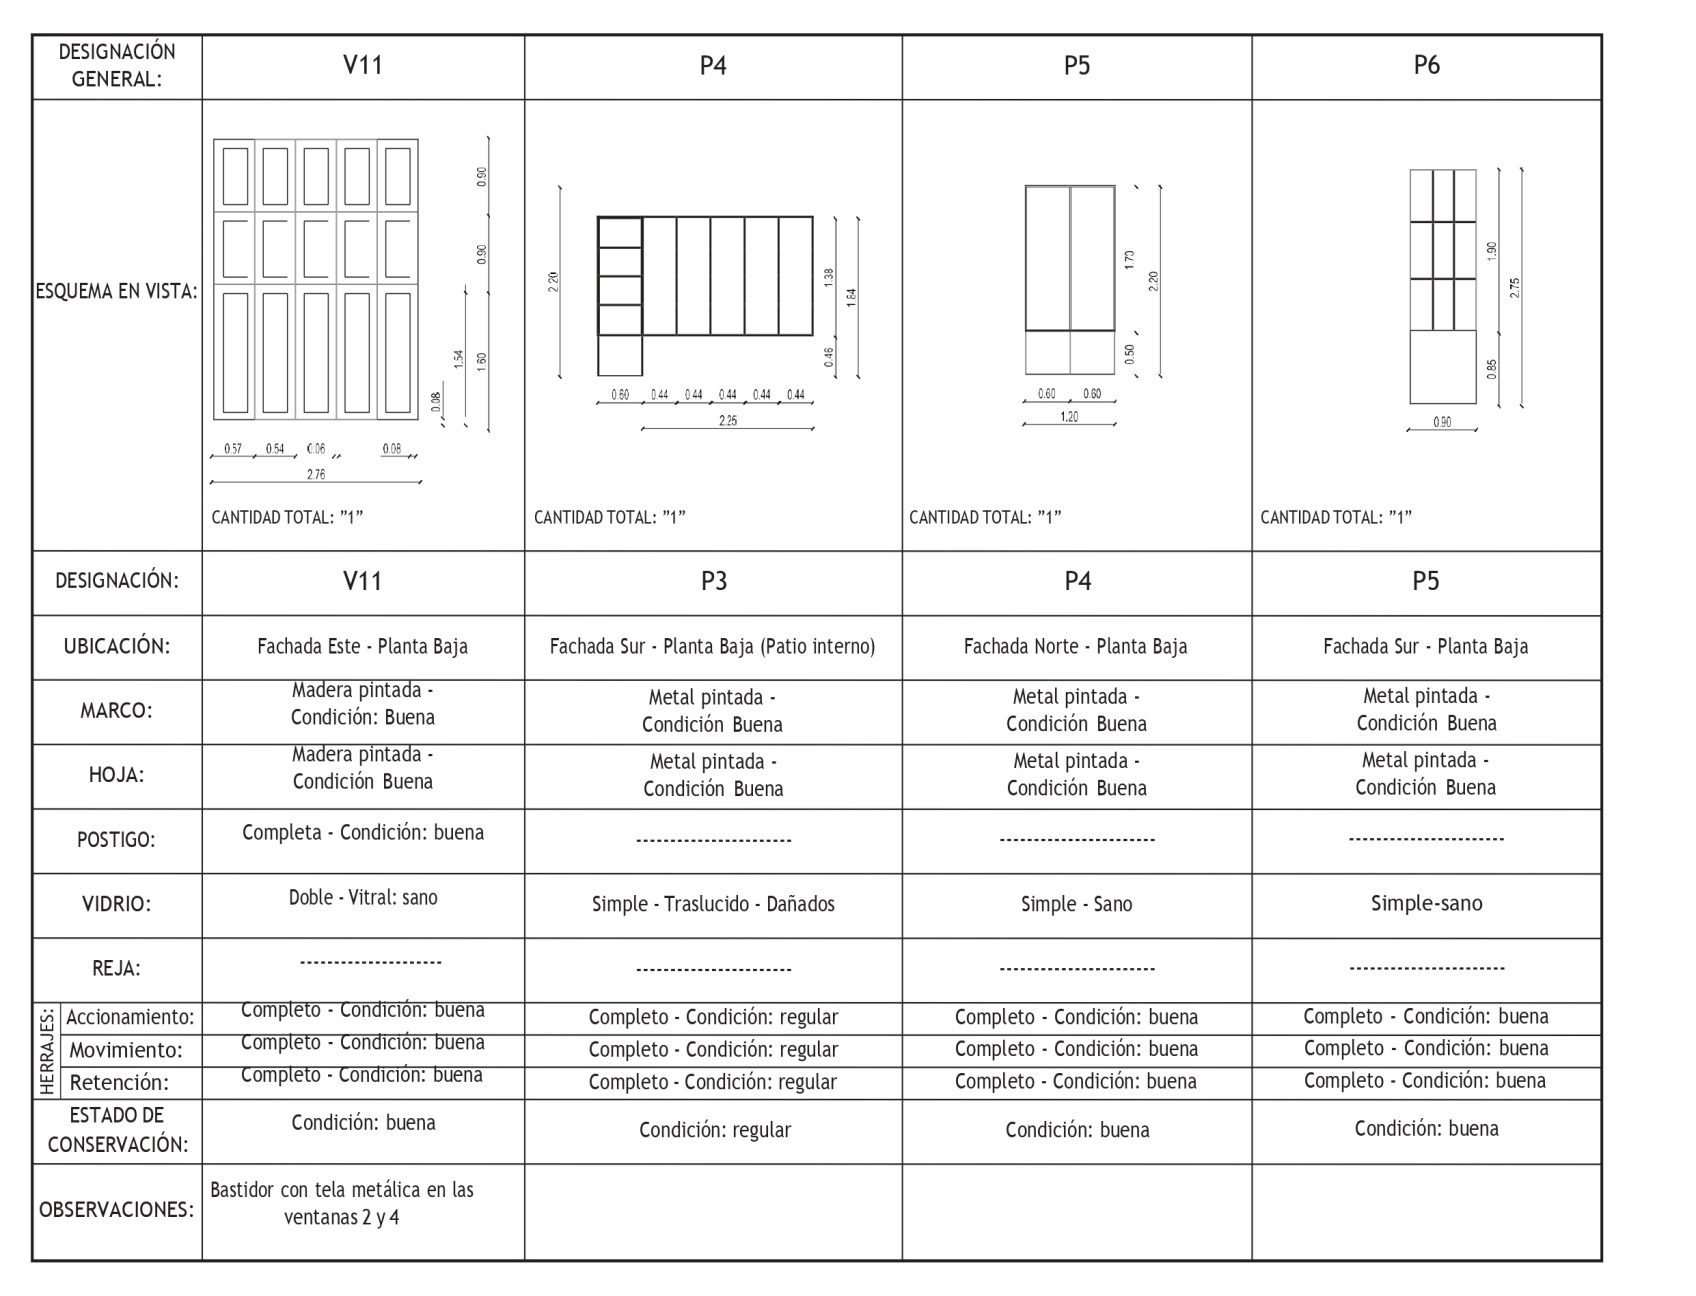 DESIGNACIÓN
GENERAL:
V11
P4
P5
P6
ESQUEMA EN VISTA:
0.90
0.90
1.54
1.60
0.08
0.57
0.54
0.06
0.08
2.76
CANTIDAD TOTAL: ”1”
2.20
1.38
1.84
0.46
0.60
0.44
0.44
0.44
0.44
0.44
2.25
CANTIDAD TOTAL: ”1”
1.70
2.20
0.50
0.60
0.60
1.20
CANTIDAD TOTAL: ”1”
1.90
2.75
0.85
0.90
CANTIDAD TOTAL: ”1”
DESIGNACIÓN:
V11
P3
P4
P5
UBICACIÓN:
Fachada Este - Planta Baja
Fachada Sur - Planta Baja (Patio interno)
Fachada Norte - Planta Baja
Fachada Sur - Planta Baja
MARCO:
Madera pintada -
Condición: Buena
Metal pintada -
Condición Buena
Metal pintada -
Condición Buena
Metal pintada -
Condición Buena
HOJA:
Madera pintada -
Condición Buena
Metal pintada -
Condición Buena
Metal pintada -
Condición Buena
Metal pintada -
Condición Buena
POSTIGO:
Completa - Condición: buena
-----------------------
-----------------------
-----------------------
VIDRIO:
Doble - Vitral: sano
Simple - Traslucido - Dañados
Simple - Sano
Simple-sano
REJA:
---------------------
-----------------------
-----------------------
-----------------------
HERRAJES:
Accionamiento:
Completo - Condición: buena
Completo - Condición: regular
Completo - Condición: buena
Completo - Condición: buena
Movimiento:
Completo - Condición: buena
Completo - Condición: regular
Completo - Condición: buena
Completo - Condición: buena
Retención:
Completo - Condición: buena
Completo - Condición: regular
Completo - Condición: buena
Completo - Condición: buena
ESTADO DE
CONSERVACIÓN:
Condición: buena
Condición: regular
Condición: buena
Condición: buena
OBSERVACIONES:
Bastidor con tela metálica en las
ventanas 2 y 4